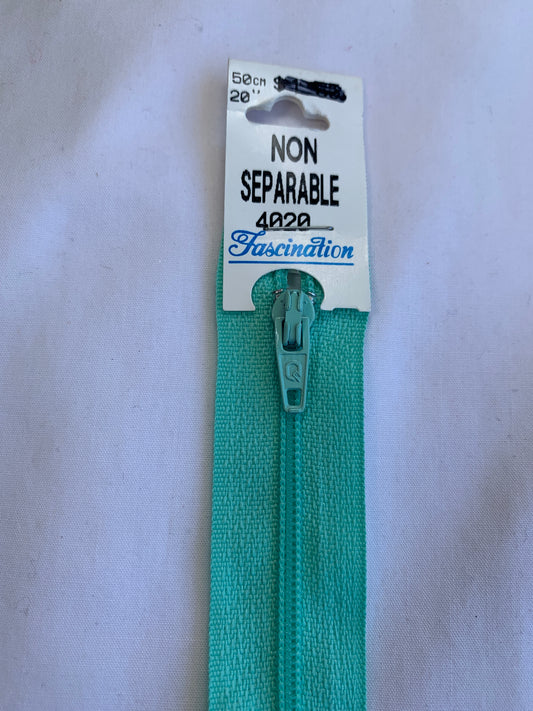 50CM
20"
NON
SEPARABLE
4020
Fascination